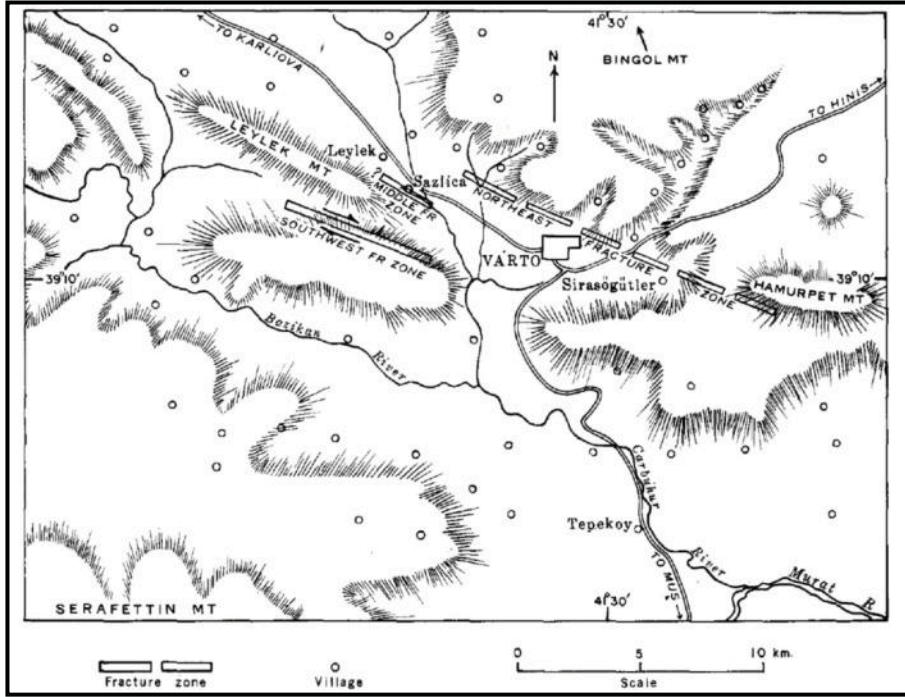 41°30'
TO KARLIOVA
BINGOL MT
N
TO HINIS
LEYLEK MT
Leylek
?
MIDDLE FR
ZONE
Sazlica
NORTHEAST
FRACTURE
ZONE
SOUTHWEST FR ZONE
VARTO
39°10'
39°10'
Sirasögütler
HAMURPET MT
Bozikan
River
Carbukur
River
Tepekoy
TO MUŞ
Murat R
SERAFETTIN MT
41°30'
Fracture zone
Village
0 5 10 km.
Scale